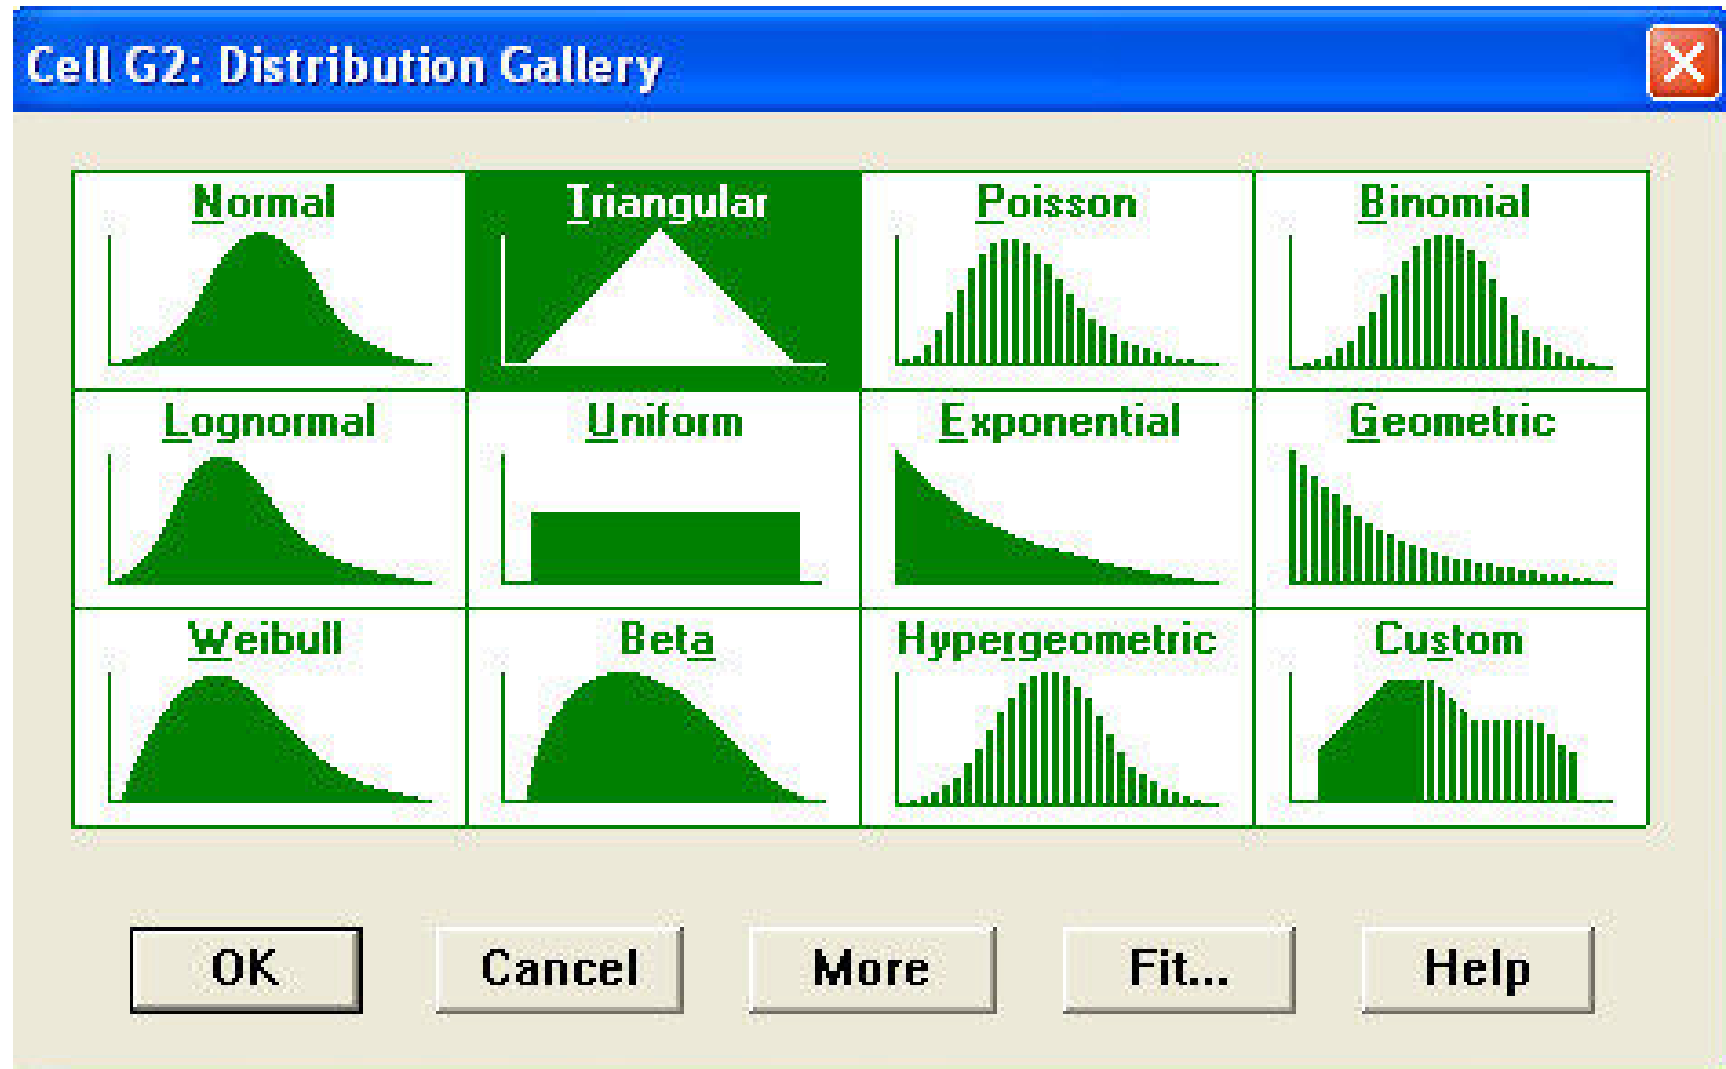 Cell G2: Distribution Gallery
Normal Triangular Poisson Binomial
Lognormal Uniform Exponential Geometric
Weibull Beta Hypergeometric Custom
OK Cancel More Fit... Help